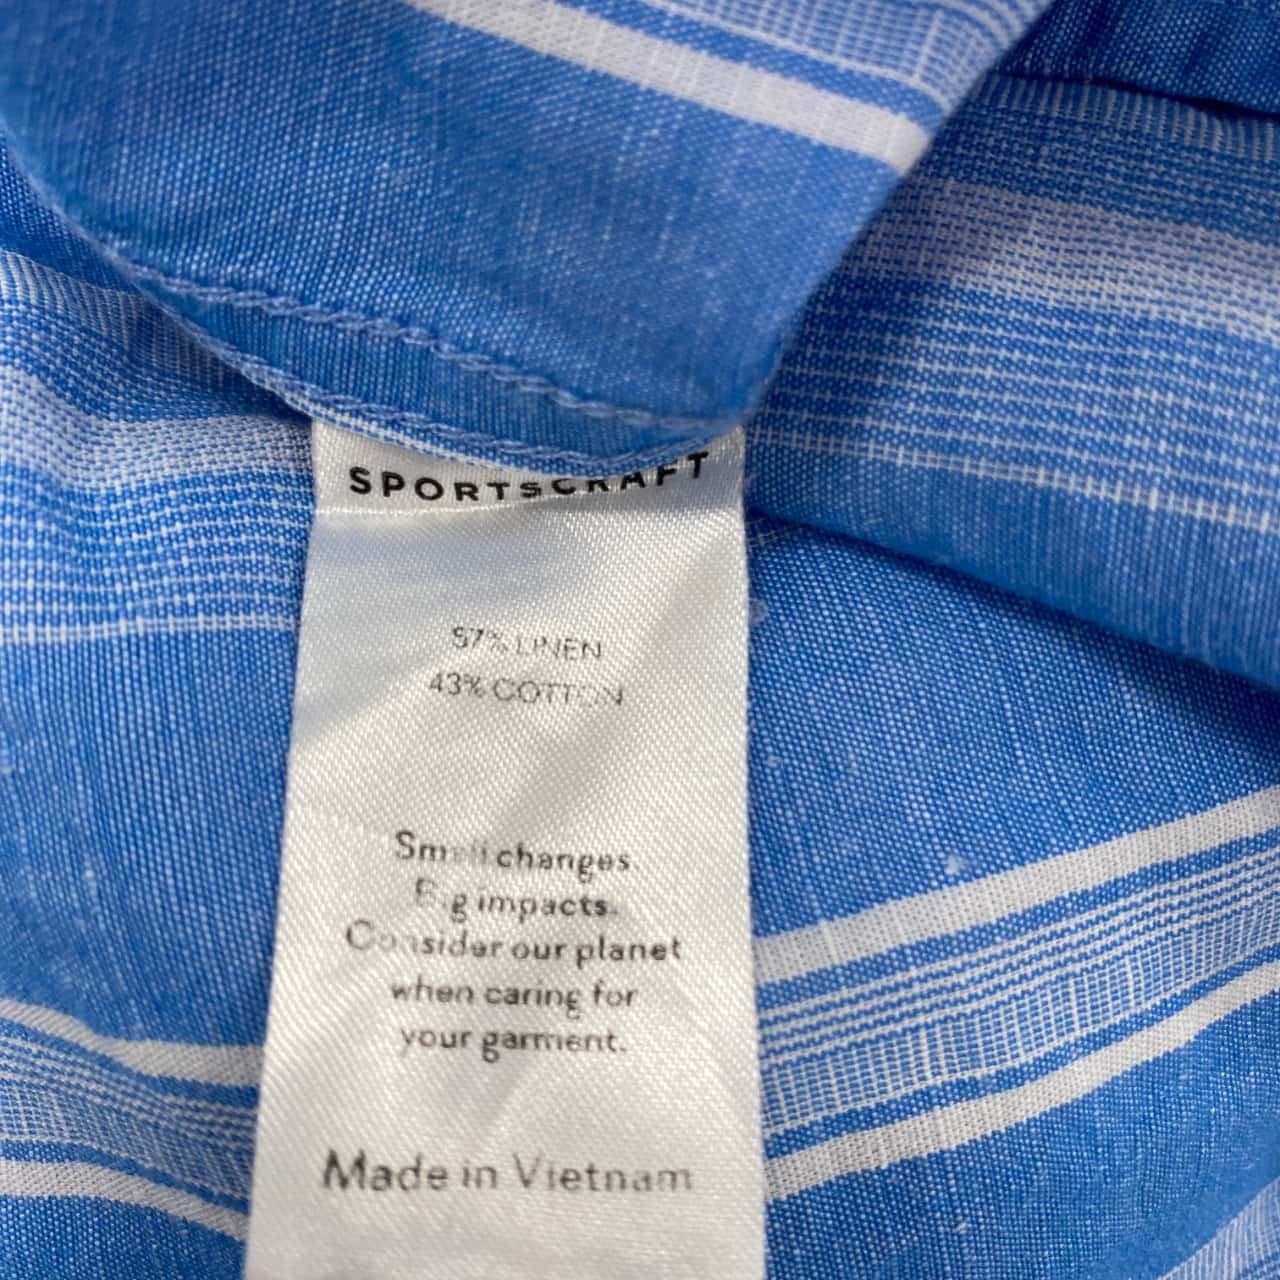 SPORTSCRAFT
57% LINEN
43% COTTON
Small changes.
Big impacts.
Consider our planet
when caring for
your garment.
Made in Vietnam